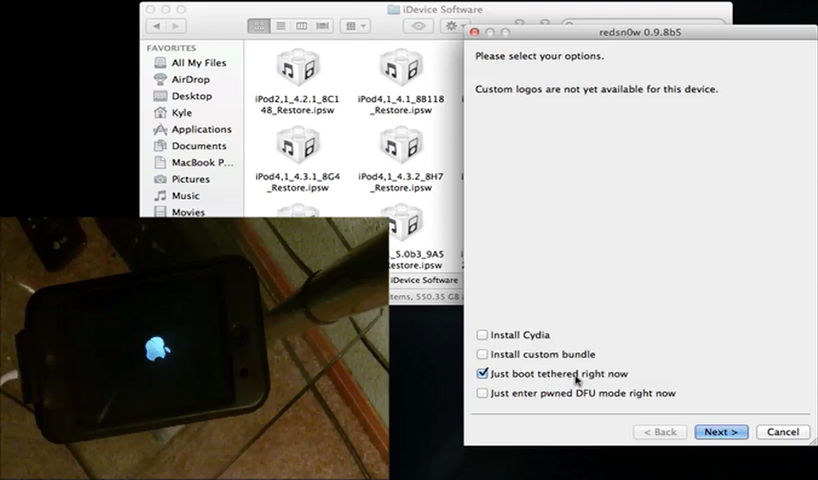 iDevice Software
FAVORITES
All My Files
AirDrop
Desktop
Kyle
Applications
Documents
MacBook P...
Pictures
Music
Movies
iPod2,1_4.2.1_8C1
48_Restore.ipsw
iPod4,1_4.1_8B118
_Restore.ipsw
iPod4,1_4.3.1_8G4
_Restore.ipsw
iPod4,1_4.3.2_8H7
_Restore.ipsw
_5.0b3_9A5
estore.ipsw
iDevice Software
tems, 550.35 GB
redsn0w 0.9.8b5
Please select your options.
Custom logos are not yet available for this device.
Install Cydia
Install custom bundle
Just boot tethered right now
Just enter pwned DFU mode right now
< Back
Next >
Cancel